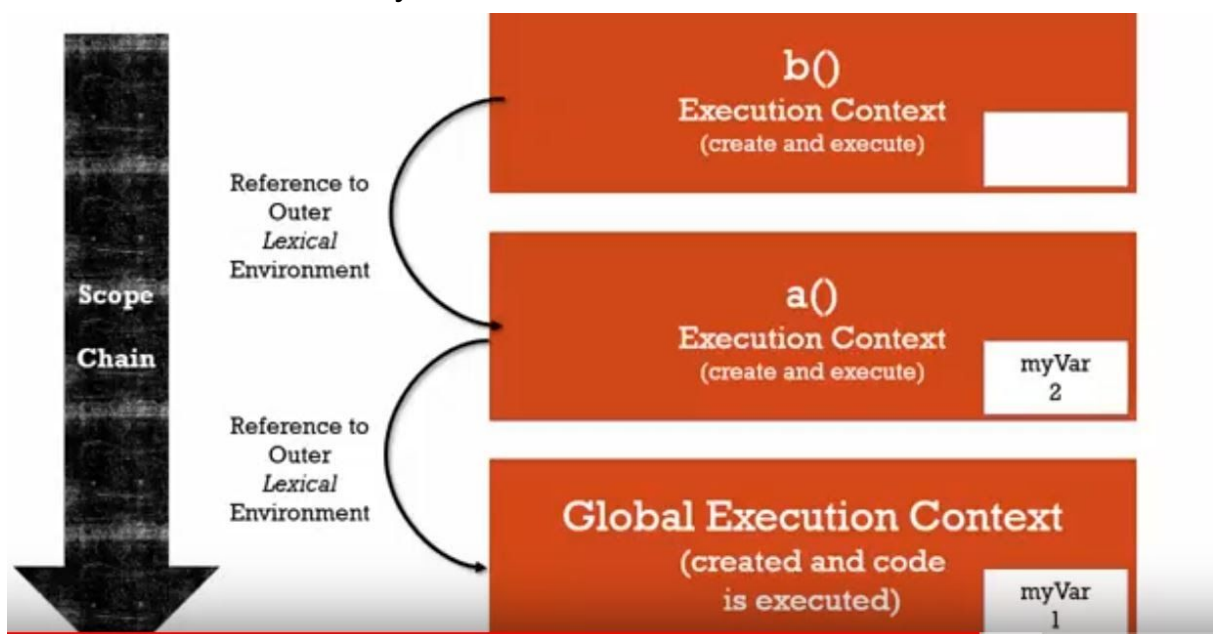 b()
Execution Context
(create and execute)
Reference to
Outer
Lexical
Environment
a()
Execution Context
(create and execute)
myVar
2
Scope
Chain
Reference to
Outer
Lexical
Environment
Global Execution Context
(created and code
is executed)
myVar
1